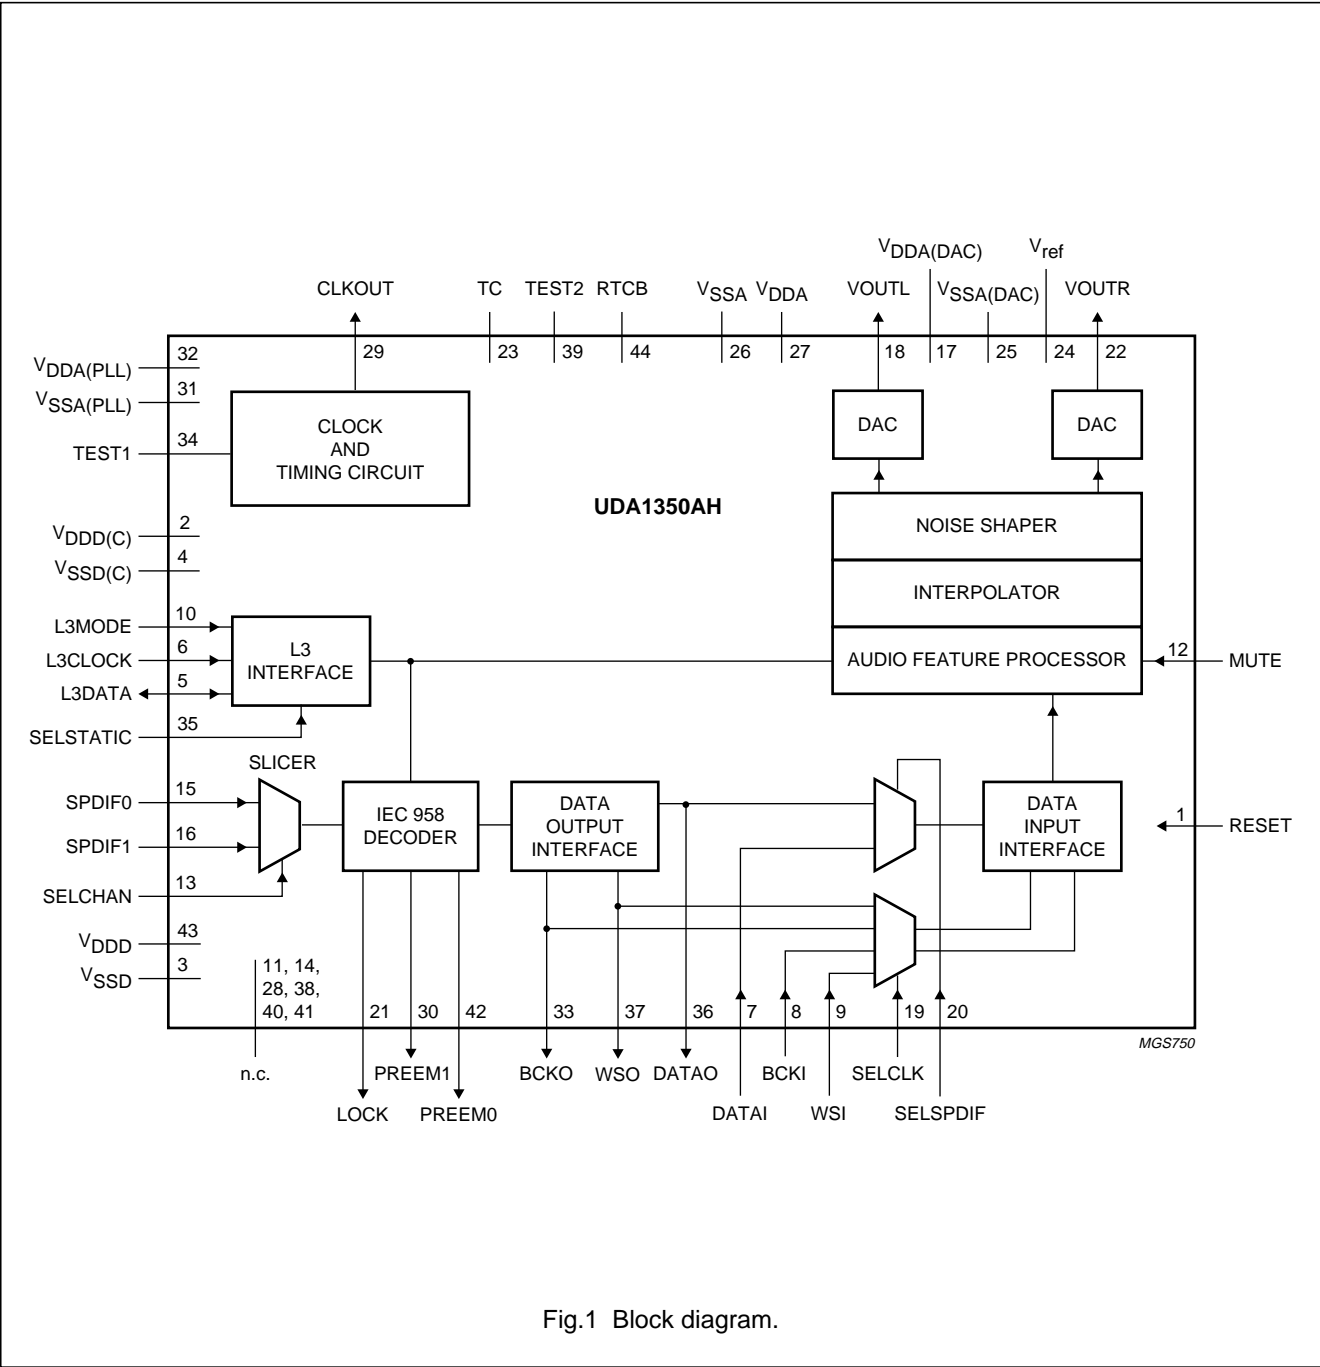 VDDA(DAC) Vref
CLKOUT TC TEST2 RTCB VSSA VDDA VOUTL VSSA(DAC) VOUTR
29 23 39 44 26 27 18 17 25 24 22
VDDA(PLL) 32
VSSA(PLL) 31
TEST1 34
CLOCK
AND
TIMING CIRCUIT
DAC DAC
UDA1350AH
NOISE SHAPER
INTERPOLATOR
AUDIO FEATURE PROCESSOR
12 MUTE
VDDD(C) 2
VSSD(C) 4
L3MODE 10
L3CLOCK 6
L3DATA 5
SELSTATIC 35
L3
INTERFACE
SLICER
SPDIF0 15
SPDIF1 16
SELCHAN 13
IEC 958
DECODER
DATA
OUTPUT
INTERFACE
DATA
INPUT
INTERFACE
1 RESET
VDDD 43
VSSD 3
11, 14,
28, 38,
40, 41
21 30 42 33 37 36 7 8 9 19 20
MGS750
n.c. PREEM1 BCKO WSO DATAO BCKI SELCLK
LOCK PREEM0 DATAI WSI SELSPDIF
Fig.1 Block diagram.